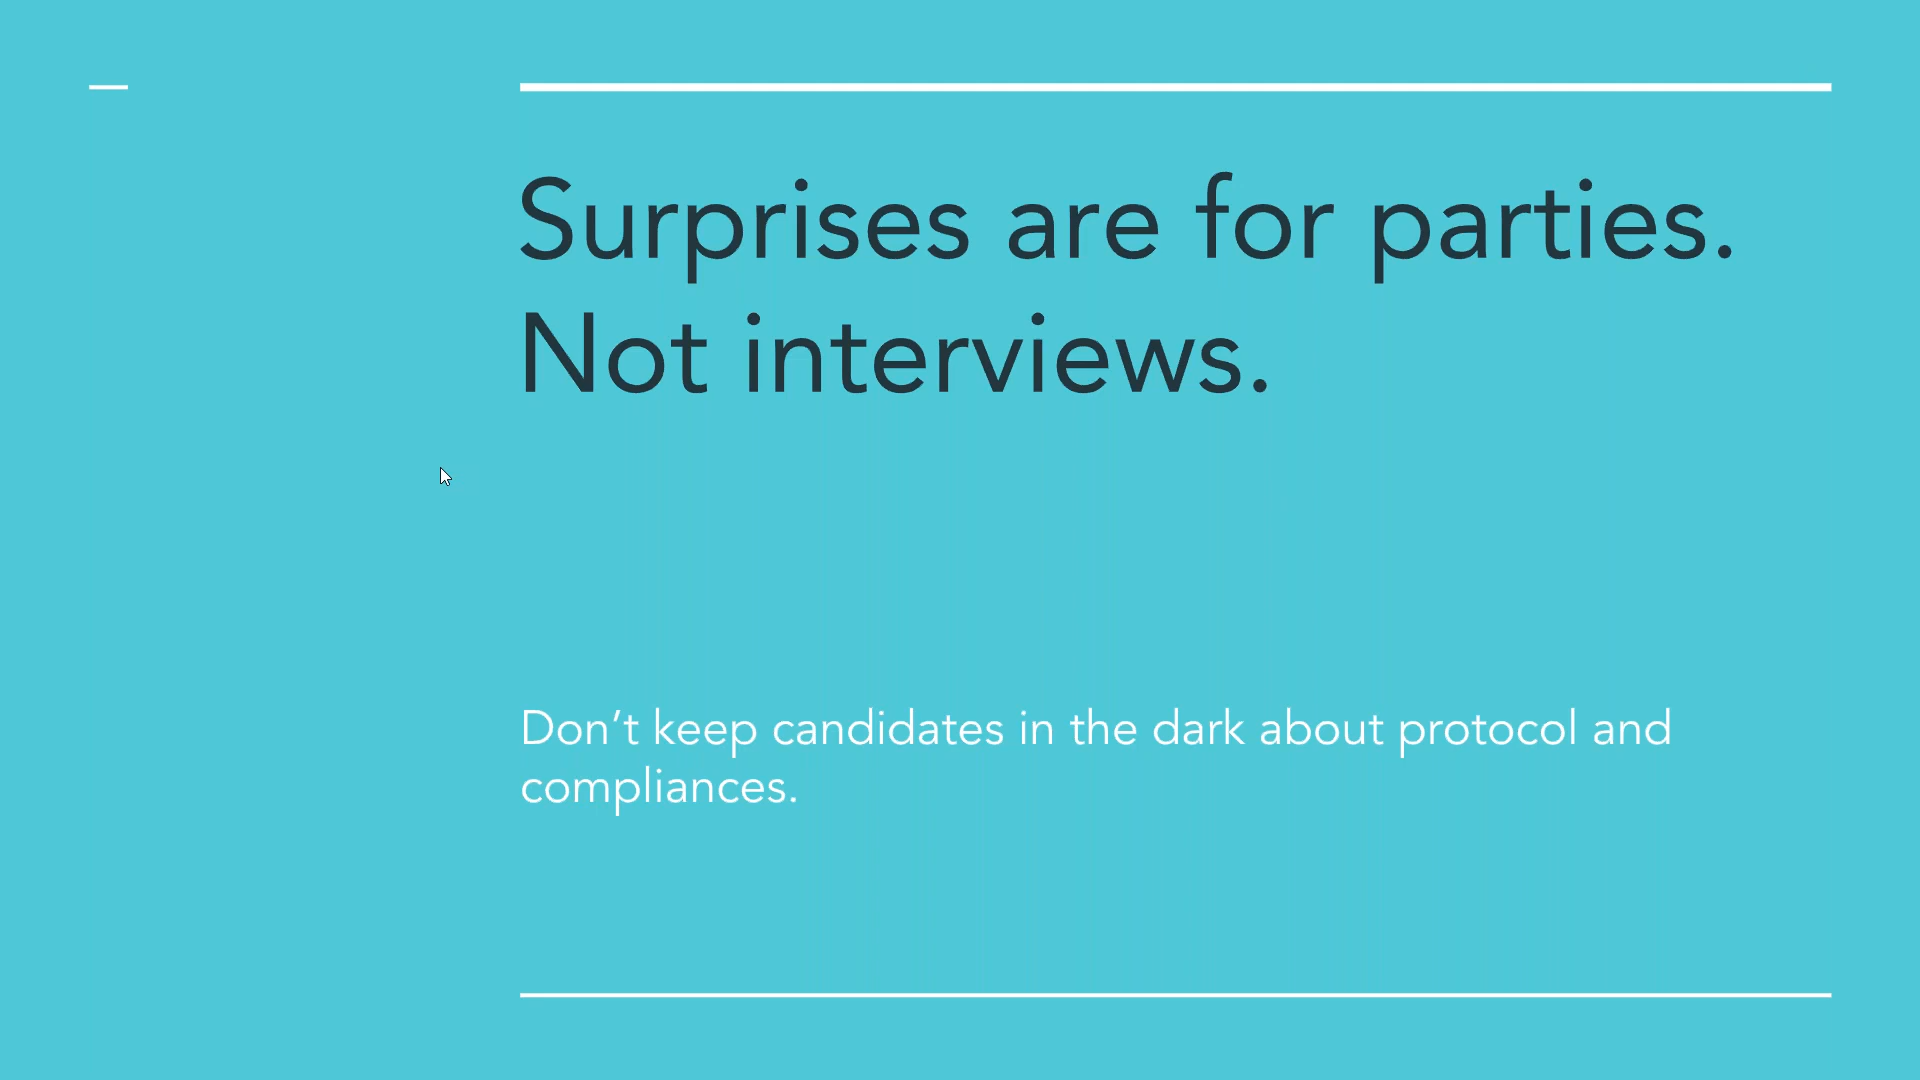 Surprises are for parties.
Not interviews.
Don’t keep candidates in the dark about protocol and
compliances.